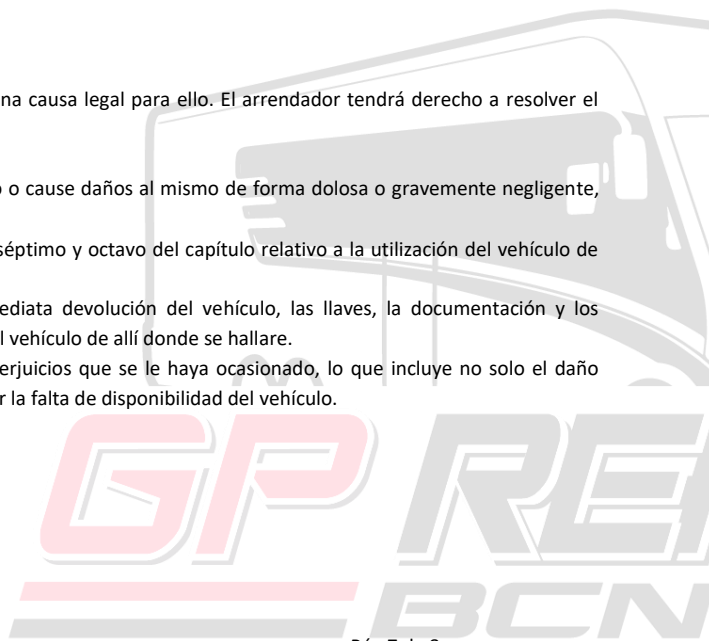 na causa legal para ello. El arrendador tendrá derecho a resolver el
o o cause daños al mismo de forma dolosa o gravemente negligente,
séptimo y octavo del capítulo relativo a la utilización del vehículo de
ediata devolución del vehículo, las llaves, la documentación y los
l vehículo de allí donde se hallare.
erjuicios que se le haya ocasionado, lo que incluye no solo el daño
r la falta de disponibilidad del vehículo.
GP RE
BCN